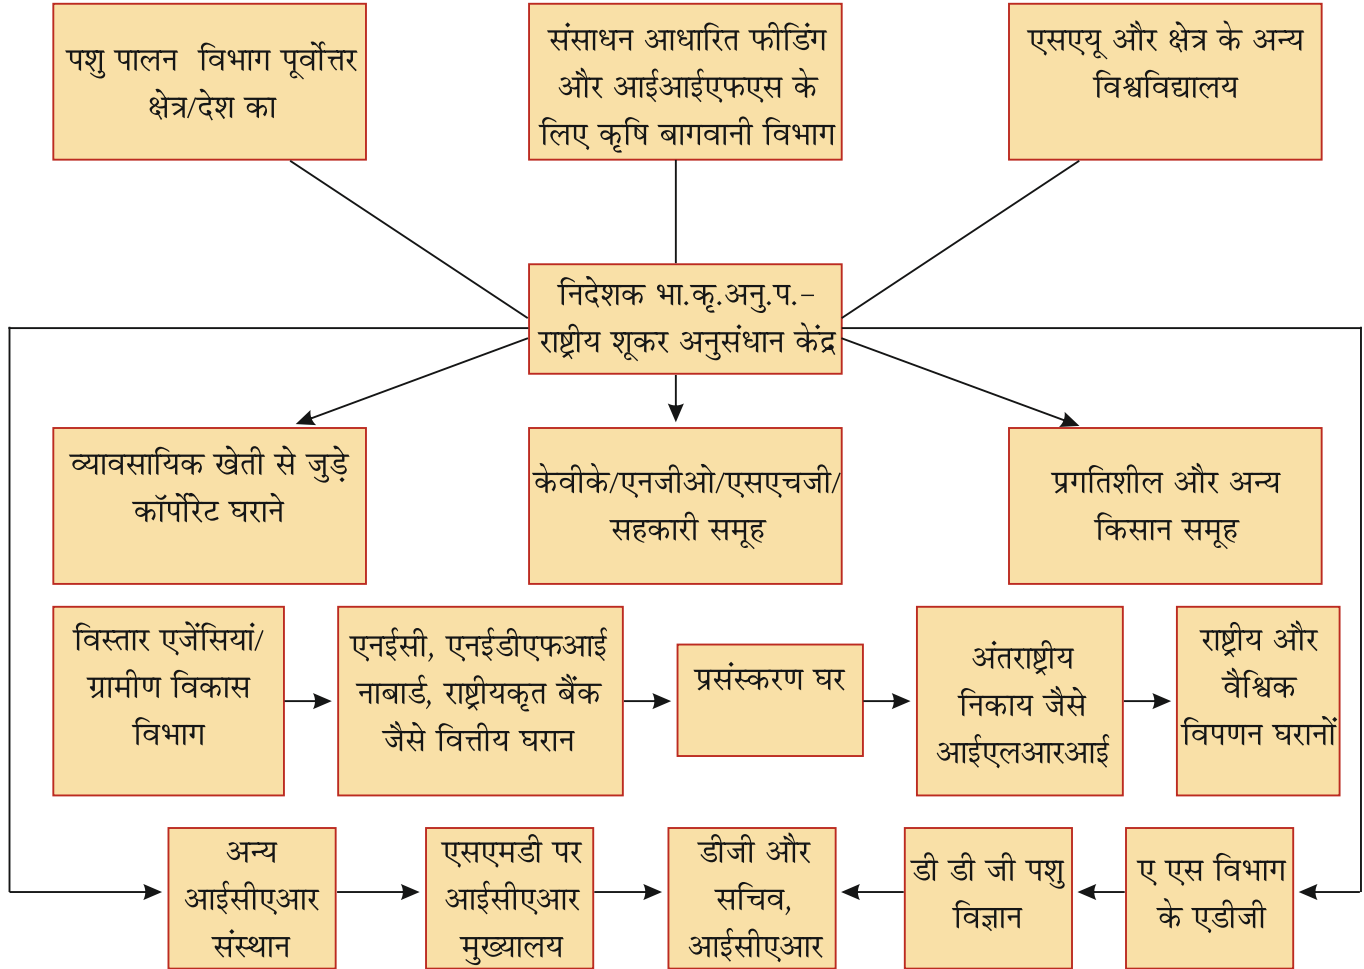 पशु पालन विभाग पूर्वोत्तर
क्षेत्र/देश का
संसाधन आधारित फीडिंग
और आईआईएफएस के
लिए कृषि बागवानी विभाग
एसएयू और क्षेत्र के अन्य
विश्वविद्यालय
निदेशक भा.कृ.अनु.प.–
राष्ट्रीय शूकर अनुसंधान केंद्र
व्यावसायिक खेती से जुड़े
कॉर्पोरेट घराने
केवीके/एनजीओ/एसएचजी/
सहकारी समूह
प्रगतिशील और अन्य
किसान समूह
विस्तार एजेंसियां/
ग्रामीण विकास
विभाग
एनईसी, एनईडीएफआई
नाबार्ड, राष्ट्रीयकृत बैंक
जैसे वित्तीय घरान
प्रसंस्करण घर
अंतराष्ट्रीय
निकाय जैसे
आईएलआरआई
राष्ट्रीय और
वैश्विक
विपणन घरानों
अन्य
आईसीएआर
संस्थान
एसएमडी पर
आईसीएआर
मुख्यालय
डीजी और
सचिव,
आईसीएआर
डी डी जी पशु
विज्ञान
ए एस विभाग
के एडीजी